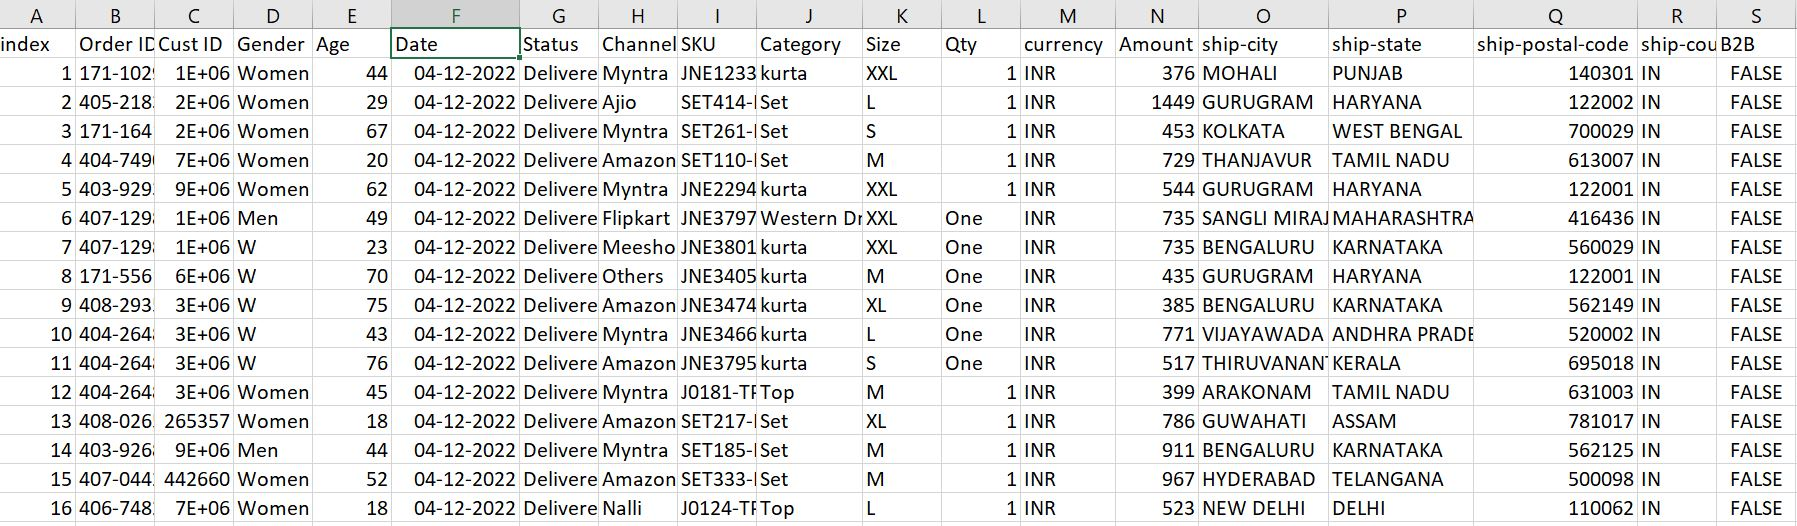 A B C D E F G H I J K L M N O P Q R S
index Order ID Cust ID Gender Age Date Status Channel SKU Category Size Qty currency Amount ship-city ship-state ship-postal-code ship-cou B2B
1 171-102 1E+06 Women 44 04-12-2022 Delivere Myntra JNE1233 kurta XXL 1 INR 376 MOHALI PUNJAB 140301 IN FALSE
2 405-218 2E+06 Women 29 04-12-2022 Delivere Ajio SET414- Set L 1 INR 1449 GURUGRAM HARYANA 122002 IN FALSE
3 171-164 2E+06 Women 67 04-12-2022 Delivere Myntra SET261- Set S 1 INR 453 KOLKATA WEST BENGAL 700029 IN FALSE
4 404-749 7E+06 Women 20 04-12-2022 Delivere Amazon SET110- Set M 1 INR 729 THANJAVUR TAMIL NADU 613007 IN FALSE
5 403-929 9E+06 Women 62 04-12-2022 Delivere Myntra JNE2294 kurta XXL 1 INR 544 GURUGRAM HARYANA 122001 IN FALSE
6 407-129 1E+06 Men 49 04-12-2022 Delivere Flipkart JNE3797 Western Dr XXL One INR 735 SANGLI MIRAJ MAHARASHTRA 416436 IN FALSE
7 407-129 1E+06 W 23 04-12-2022 Delivere Meesho JNE3801 kurta XXL One INR 735 BENGALURU KARNATAKA 560029 IN FALSE
8 171-556 6E+06 W 70 04-12-2022 Delivere Others JNE3405 kurta M One INR 435 GURUGRAM HARYANA 122001 IN FALSE
9 408-293 3E+06 W 75 04-12-2022 Delivere Amazon JNE3474 kurta XL One INR 385 BENGALURU KARNATAKA 562149 IN FALSE
10 404-264 3E+06 W 43 04-12-2022 Delivere Myntra JNE3466 kurta L One INR 771 VIJAYAWADA ANDHRA PRADE 520002 IN FALSE
11 404-264 3E+06 W 76 04-12-2022 Delivere Amazon JNE3795 kurta S One INR 517 THIRUVANAN KERALA 695018 IN FALSE
12 404-264 3E+06 Women 45 04-12-2022 Delivere Myntra J0181-TP Top M 1 INR 399 ARAKONAM TAMIL NADU 631003 IN FALSE
13 408-026 265357 Women 18 04-12-2022 Delivere Amazon SET217- Set XL 1 INR 786 GUWAHATI ASSAM 781017 IN FALSE
14 403-926 9E+06 Men 44 04-12-2022 Delivere Myntra SET185- Set M 1 INR 911 BENGALURU KARNATAKA 562125 IN FALSE
15 407-044 442660 Women 52 04-12-2022 Delivere Amazon SET333- Set M 1 INR 967 HYDERABAD TELANGANA 500098 IN FALSE
16 406-748 7E+06 Women 18 04-12-2022 Delivere Nalli J0124-TP Top L 1 INR 523 NEW DELHI DELHI 110062 IN FALSE